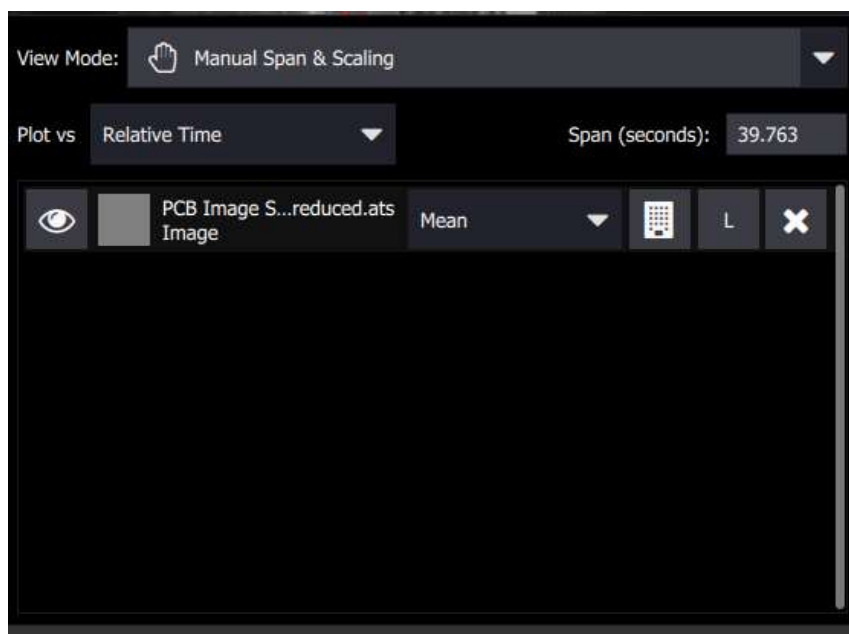 View Mode: Manual Span & Scaling
Plot vs Relative Time Span (seconds): 39.763
PCB Image S...reduced.ats
Image
Mean
L